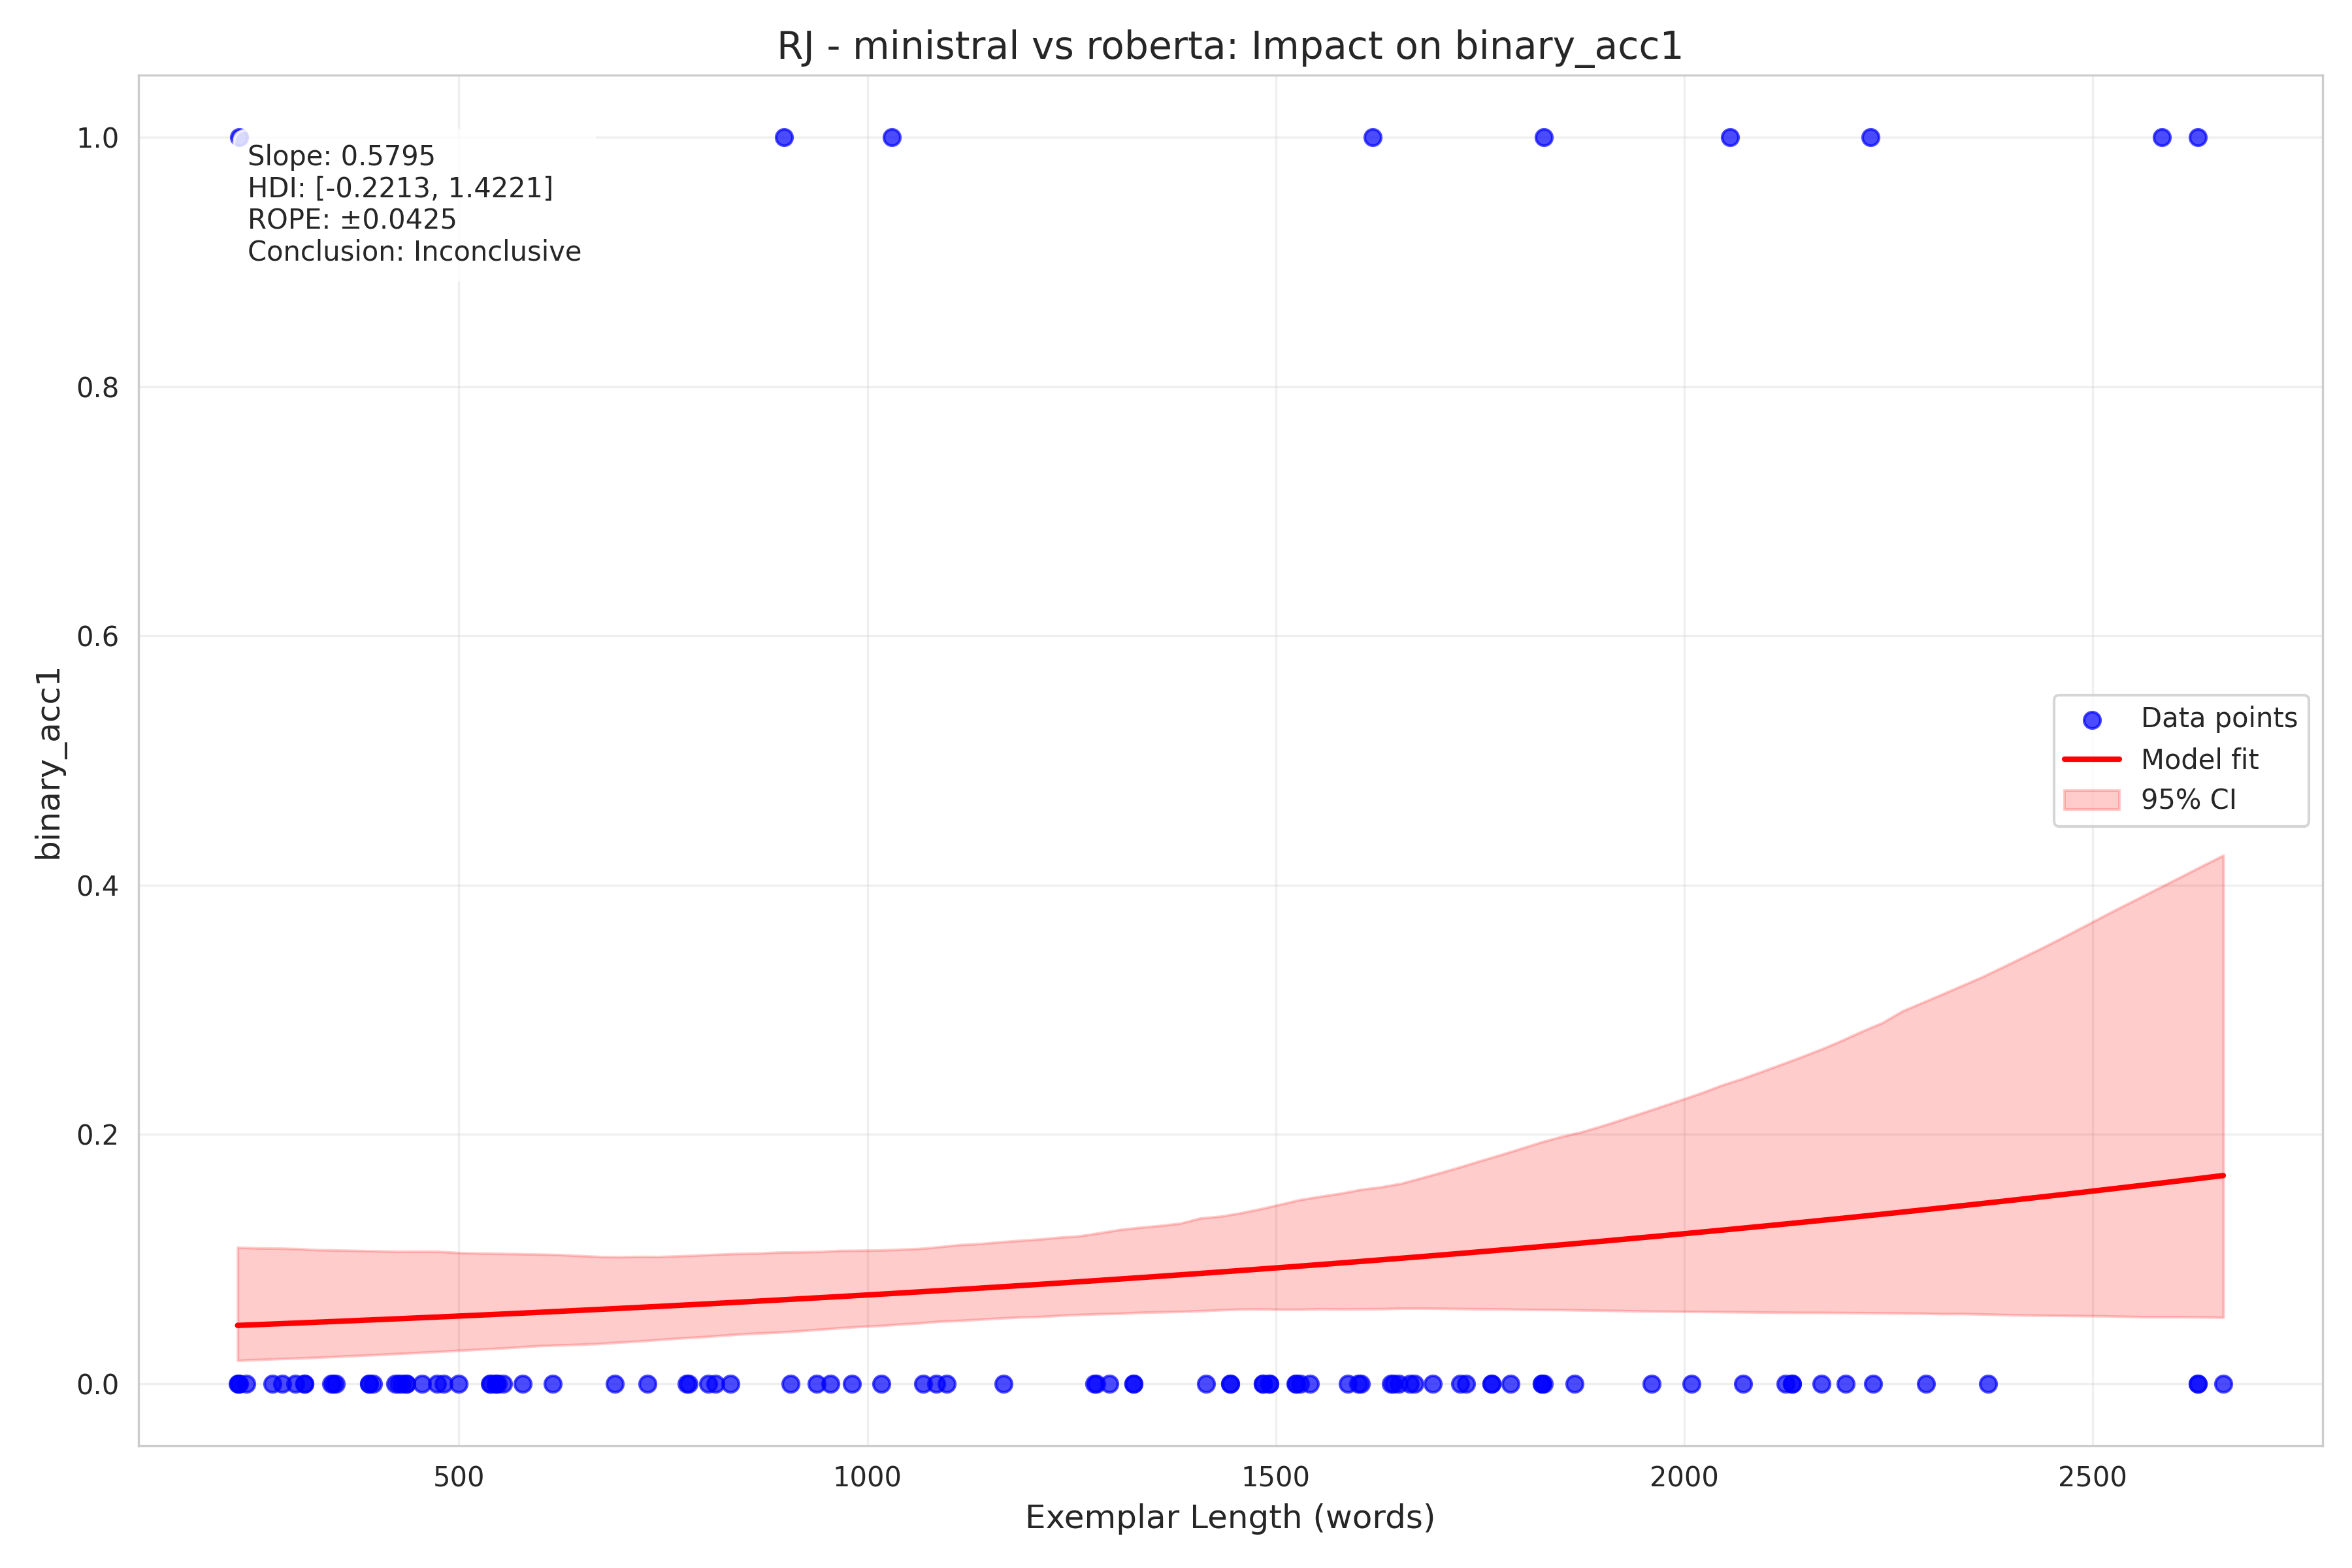 RJ - ministral vs roberta: Impact on binary_acc1
1.0
0.8
0.6
0.4
0.2
0.0
binary_acc1
Slope: 0.5795
HDI: [-0.2213, 1.4221]
ROPE: ±0.0425
Conclusion: Inconclusive
Data points
Model fit
95% CI
500 1000 1500 2000 2500
Exemplar Length (words)